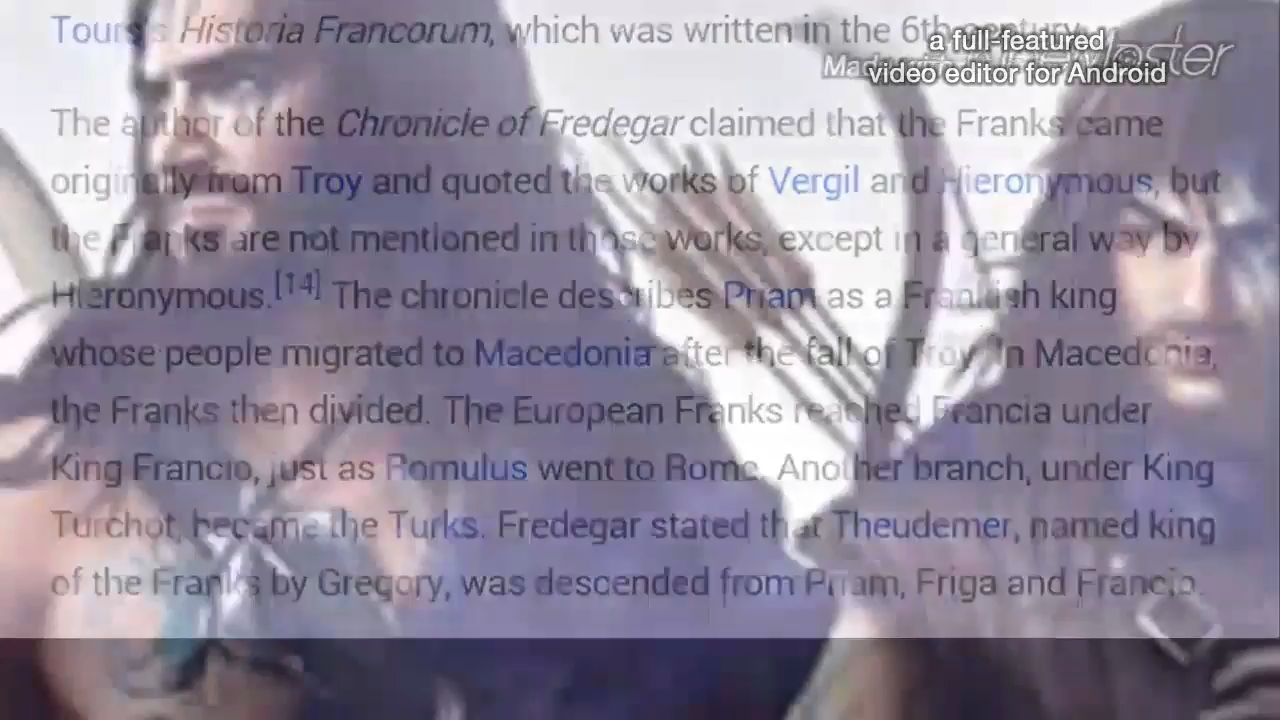 Tours's Historia Francorum, which was written in the 6th century.
a full-featured
Made
video editor for Android
The author of the Chronicle of Fredegar claimed that the Franks came
originally from Troy and quoted the works of Vergil and Hieronymous, but
the Franks are not mentioned in those works, except in a general way by
Hieronymous.[14] The chronicle describes Priam as a Frankish king
whose people migrated to Macedonia after the fall of Troy. In Macedonia,
the Franks then divided. The European Franks reached Francia under
King Francio, just as Romulus went to Rome. Another branch, under King
Turchot, became the Turks. Fredegar stated that Theudemer, named king
of the Franks by Gregory, was descended from Priam, Friga and Francio.